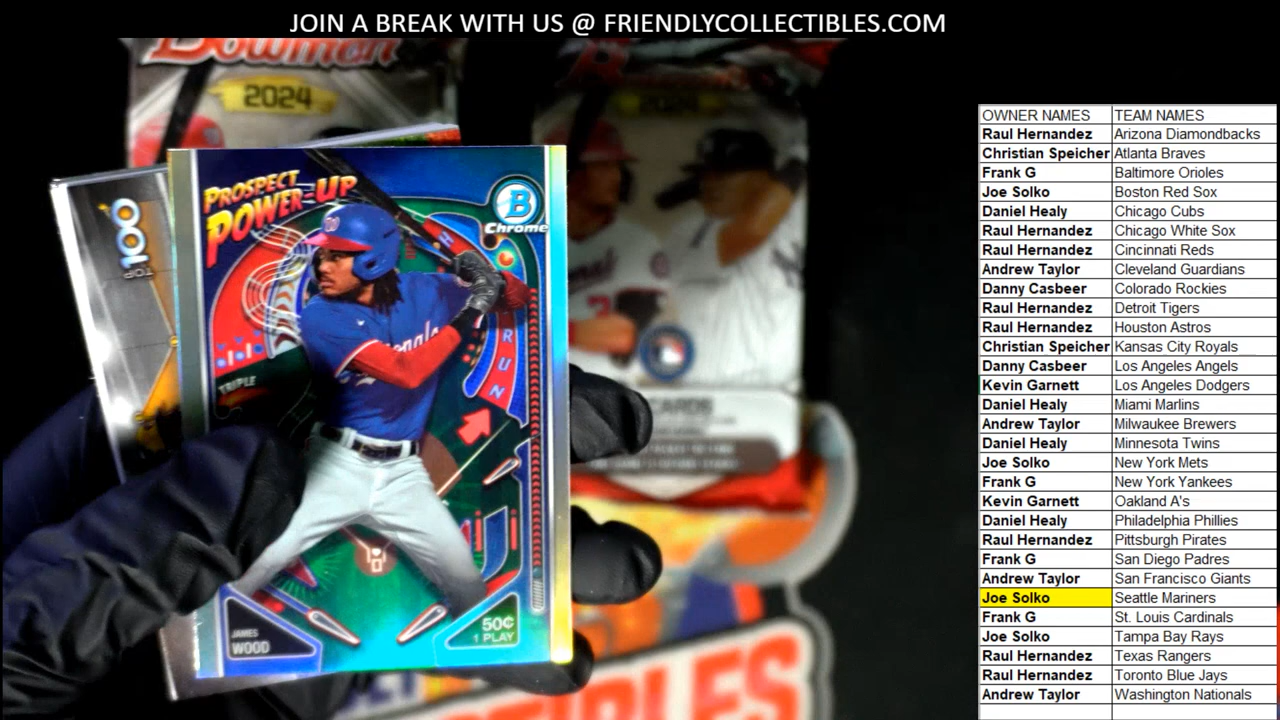 JOIN A BREAK WITH US @ FRIENDLYCOLLECTIBLES.COM
Bowman
2024
2024
TOP 100
PROSPECT
POWER-UP
B
Chrome
W
RUN
TRIPLE
JAMES
WOOD
50¢
1 PLAY
CARDS
OWNER NAMES TEAM NAMES
Raul Hernandez Arizona Diamondbacks
Christian Speicher Atlanta Braves
Frank G Baltimore Orioles
Joe Solko Boston Red Sox
Daniel Healy Chicago Cubs
Raul Hernandez Chicago White Sox
Raul Hernandez Cincinnati Reds
Andrew Taylor Cleveland Guardians
Danny Casbeer Colorado Rockies
Raul Hernandez Detroit Tigers
Raul Hernandez Houston Astros
Christian Speicher Kansas City Royals
Danny Casbeer Los Angeles Angels
Kevin Garnett Los Angeles Dodgers
Daniel Healy Miami Marlins
Andrew Taylor Milwaukee Brewers
Daniel Healy Minnesota Twins
Joe Solko New York Mets
Frank G New York Yankees
Kevin Garnett Oakland A's
Daniel Healy Philadelphia Phillies
Raul Hernandez Pittsburgh Pirates
Frank G San Diego Padres
Andrew Taylor San Francisco Giants
Joe Solko Seattle Mariners
Frank G St. Louis Cardinals
Joe Solko Tampa Bay Rays
Raul Hernandez Texas Rangers
Raul Hernandez Toronto Blue Jays
Andrew Taylor Washington Nationals